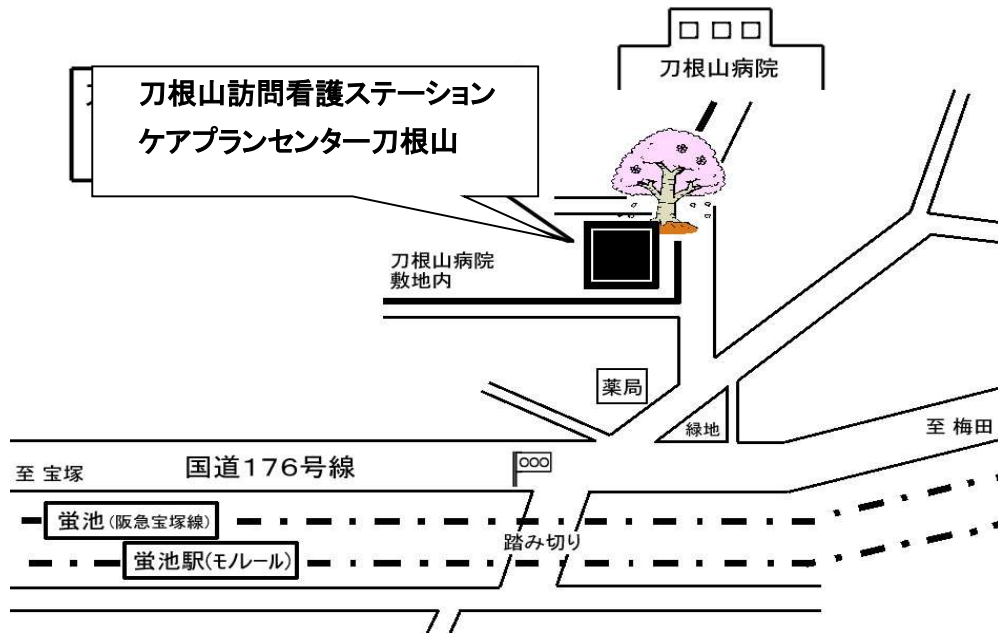 刀根山病院
刀根山訪問看護ステーション
ケアプランセンター刀根山
刀根山病院
敷地内
薬局
緑地
至 梅田
国道176号線
至 宝塚
蛍池(阪急宝塚線)
踏み切り
蛍池駅(モノレール)